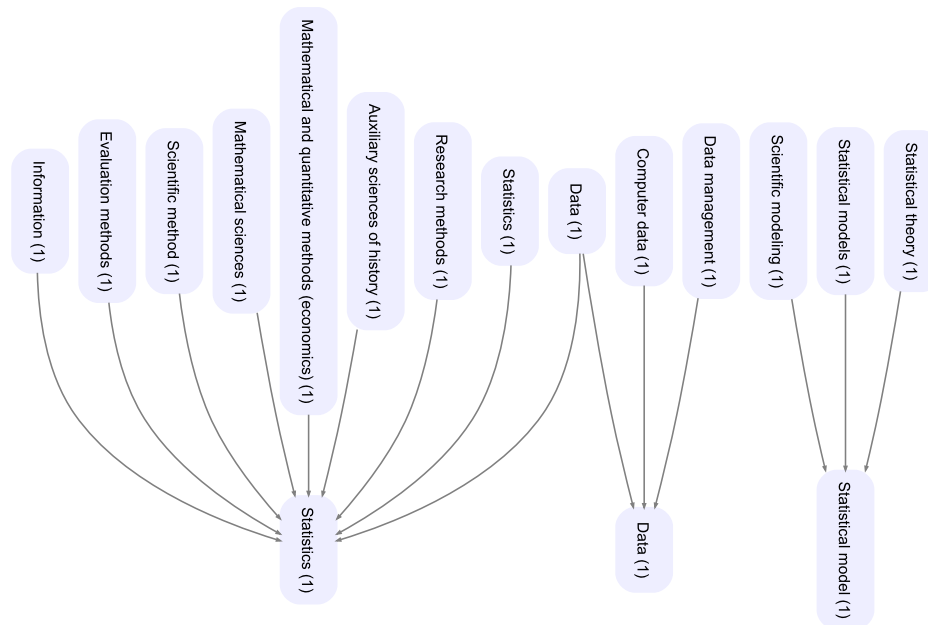 Information (1)
Evaluation methods (1)
Scientific method (1)
Mathematical sciences (1)
Mathematical and quantitative methods (economics) (1)
Auxiliary sciences of history (1)
Research methods (1)
Statistics (1)
Data (1)
Computer data (1)
Data management (1)
Scientific modeling (1)
Statistical models (1)
Statistical theory (1)
Statistics (1)
Data (1)
Statistical model (1)